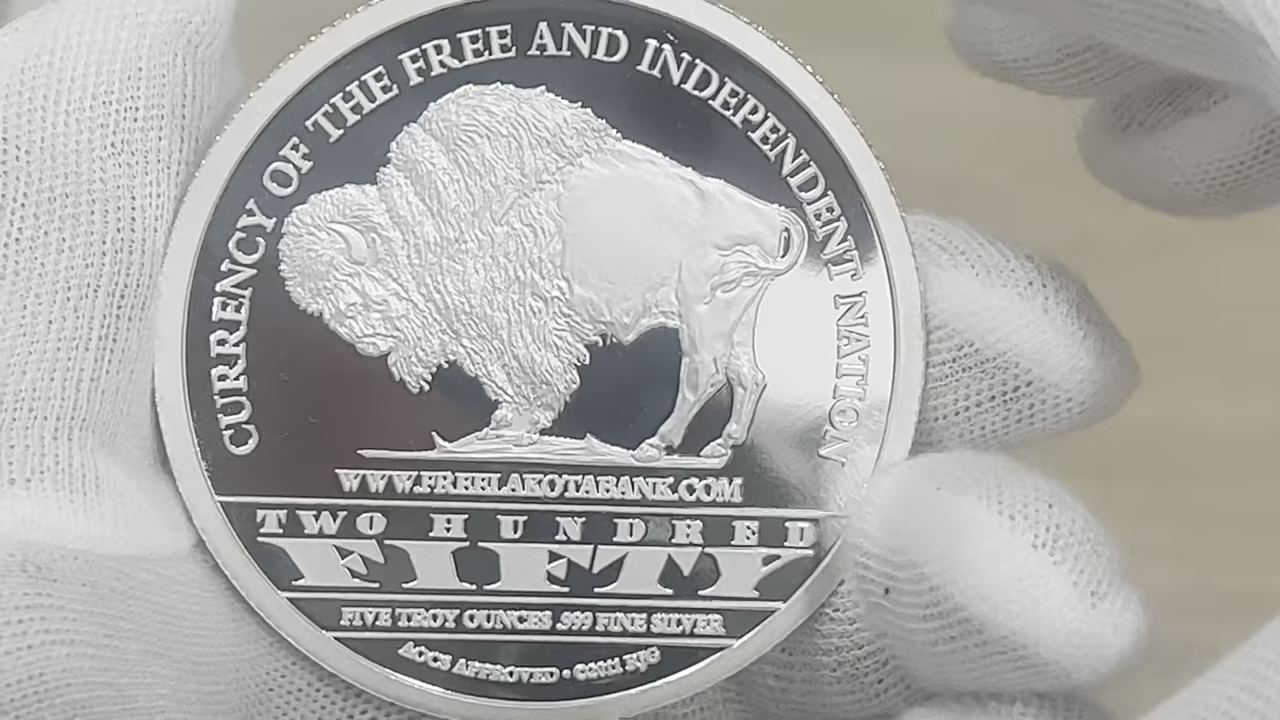 CURRENCY OF THE FREE AND INDEPENDENT NATION
WWW.FREELAKOTABANK.COM
TWO HUNDRED
FIFTY
FIVE TROY OUNCES .999 FINE SILVER
AOCS APPROVED • ©2011 RJG